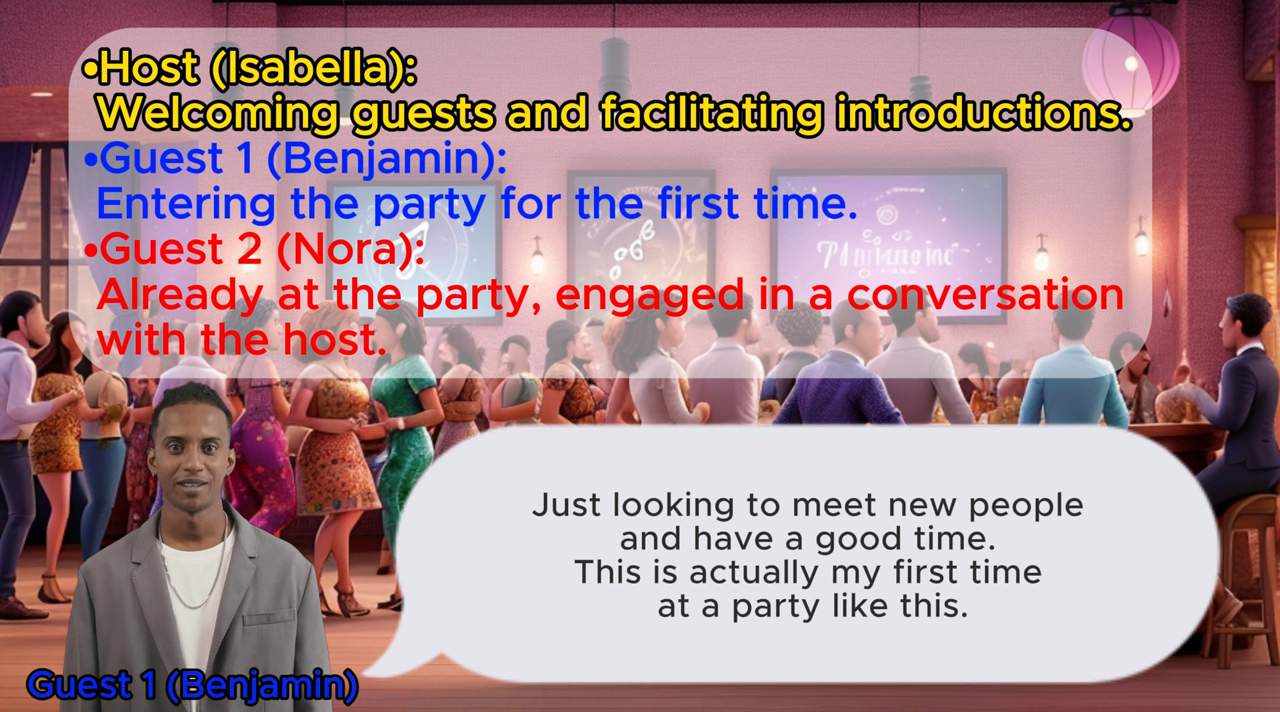 •Host (Isabella):
Welcoming guests and facilitating introductions.
•Guest 1 (Benjamin):
Entering the party for the first time.
•Guest 2 (Nora):
Already at the party, engaged in a conversation
with the host.
Just looking to meet new people
and have a good time.
This is actually my first time
at a party like this.
Guest 1 (Benjamin)